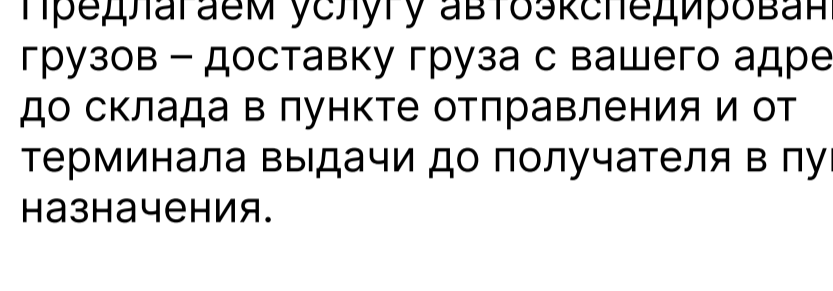 Предлагаем услугу автоэкспедирован
грузов – доставку груза с вашего адре
до склада в пункте отправления и от
терминала выдачи до получателя в пу
назначения.